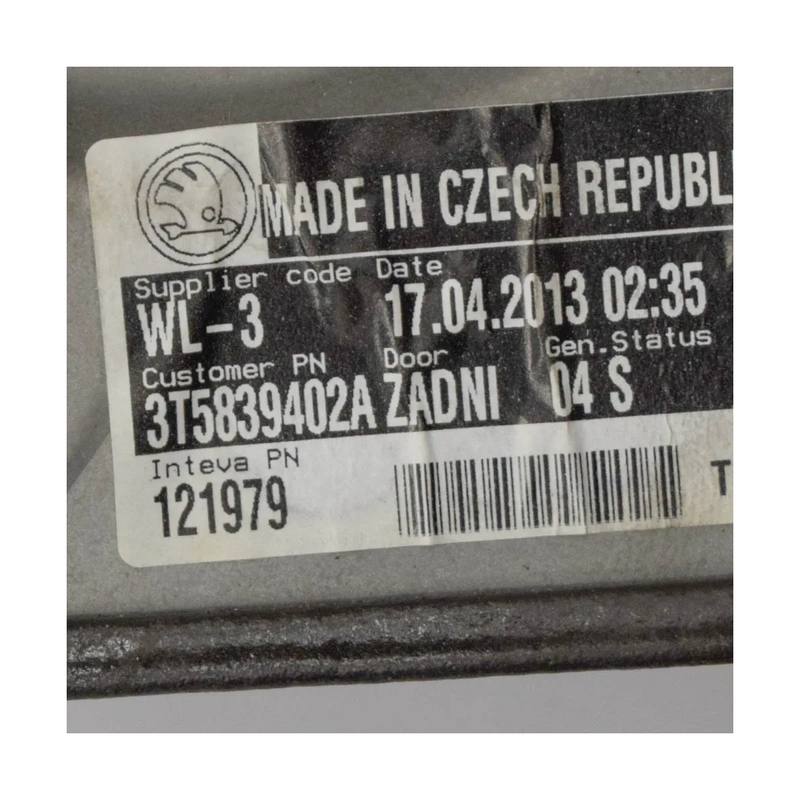 MADE IN CZECH REPUBL
Supplier code Date
WL-3 17.04.2013 02:35
Customer PN Door Gen.Status
3T5839402A ZADNI 04 S
Inteva PN
121979 T